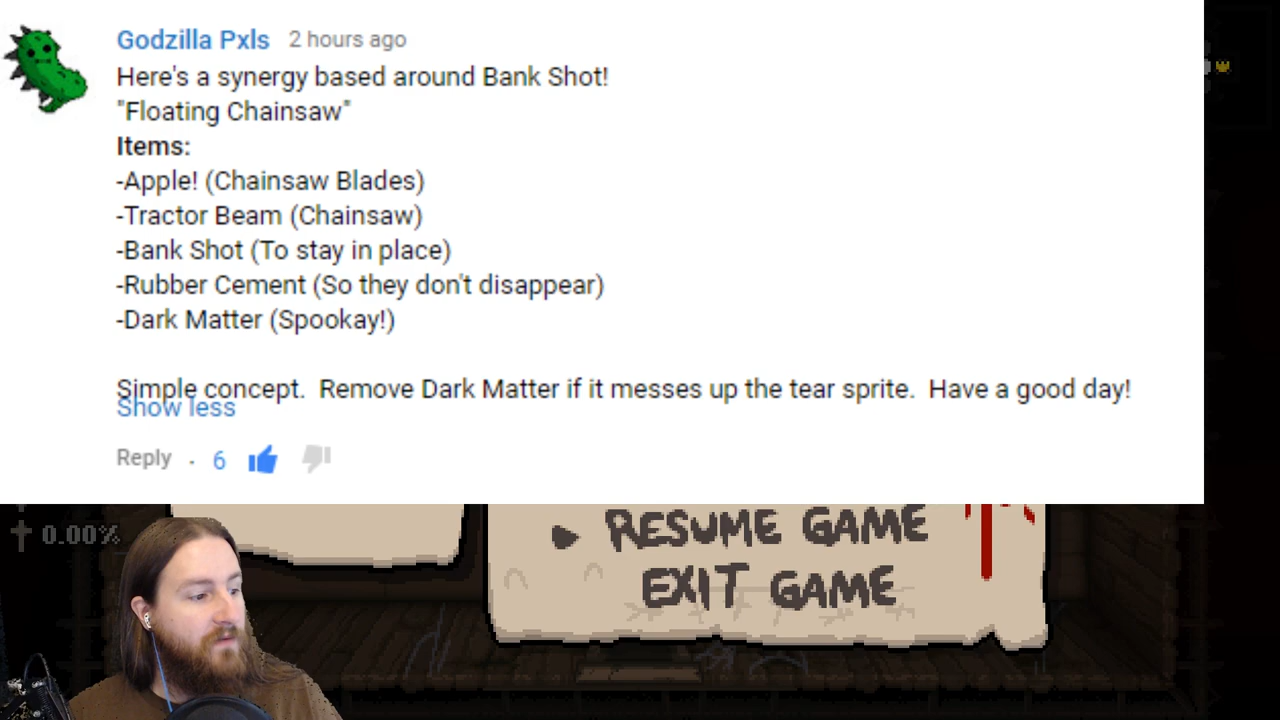 Godzilla Pxls 2 hours ago
Here's a synergy based around Bank Shot!
"Floating Chainsaw"
Items:
-Apple! (Chainsaw Blades)
-Tractor Beam (Chainsaw)
-Bank Shot (To stay in place)
-Rubber Cement (So they don't disappear)
-Dark Matter (Spookay!)
Simple concept.  Remove Dark Matter if it messes up the tear sprite.  Have a good day!
Show less
Reply · 6
0.00%
RESUME GAME
EXIT GAME